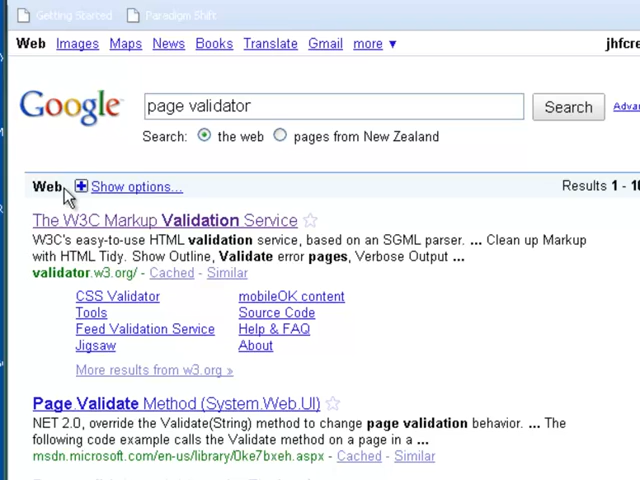 Getting Started Paradigm Shift
Web Images Maps News Books Translate Gmail more ▼ jhfcre
Google page validator Search Advar
Search: the web pages from New Zealand
Web Show options... Results 1 - 10
The W3C Markup Validation Service
W3C's easy-to-use HTML validation service, based on an SGML parser. ... Clean up Markup
with HTML Tidy. Show Outline, Validate error pages, Verbose Output ...
validator.w3.org/ - Cached - Similar
CSS Validator mobileOK content
Tools Source Code
Feed Validation Service Help & FAQ
Jigsaw About
More results from w3.org »
Page Validate Method (System.Web.UI)
NET 2.0, override the Validate(String) method to change page validation behavior. ... The
following code example calls the Validate method on a page in a ...
msdn.microsoft.com/en-us/library/0ke7bxeh.aspx - Cached - Similar